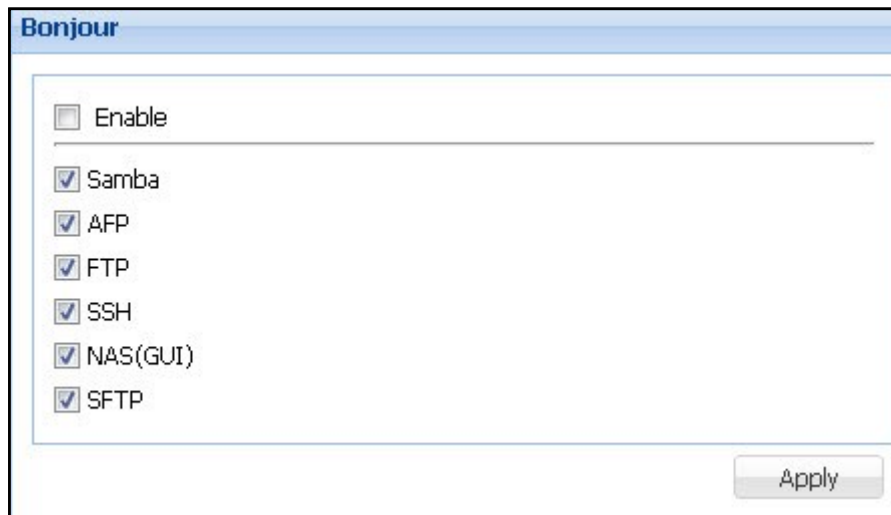 Bonjour
Enable
Samba
AFP
FTP
SSH
NAS(GUI)
SFTP
Apply